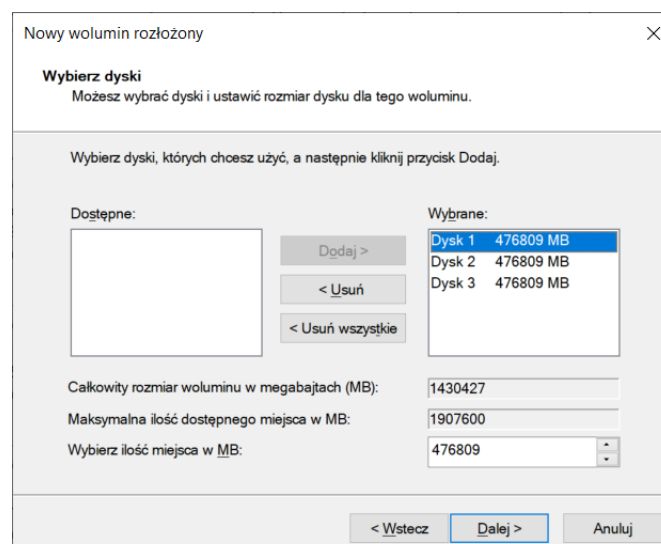 Nowy wolumin rozłożony
Wybierz dyski
Możesz wybrać dyski i ustawić rozmiar dysku dla tego woluminu.
Wybierz dyski, których chcesz użyć, a następnie kliknij przycisk Dodaj.
Dostępne:
Wybrane:
Dodaj >
< Usuń
< Usuń wszystkie
Dysk 1 476809 MB
Dysk 2 476809 MB
Dysk 3 476809 MB
Całkowity rozmiar woluminu w megabajtach (MB): 1430427
Maksymalna ilość dostępnego miejsca w MB: 1907600
Wybierz ilość miejsca w MB: 476809
< Wstecz Dalej > Anuluj